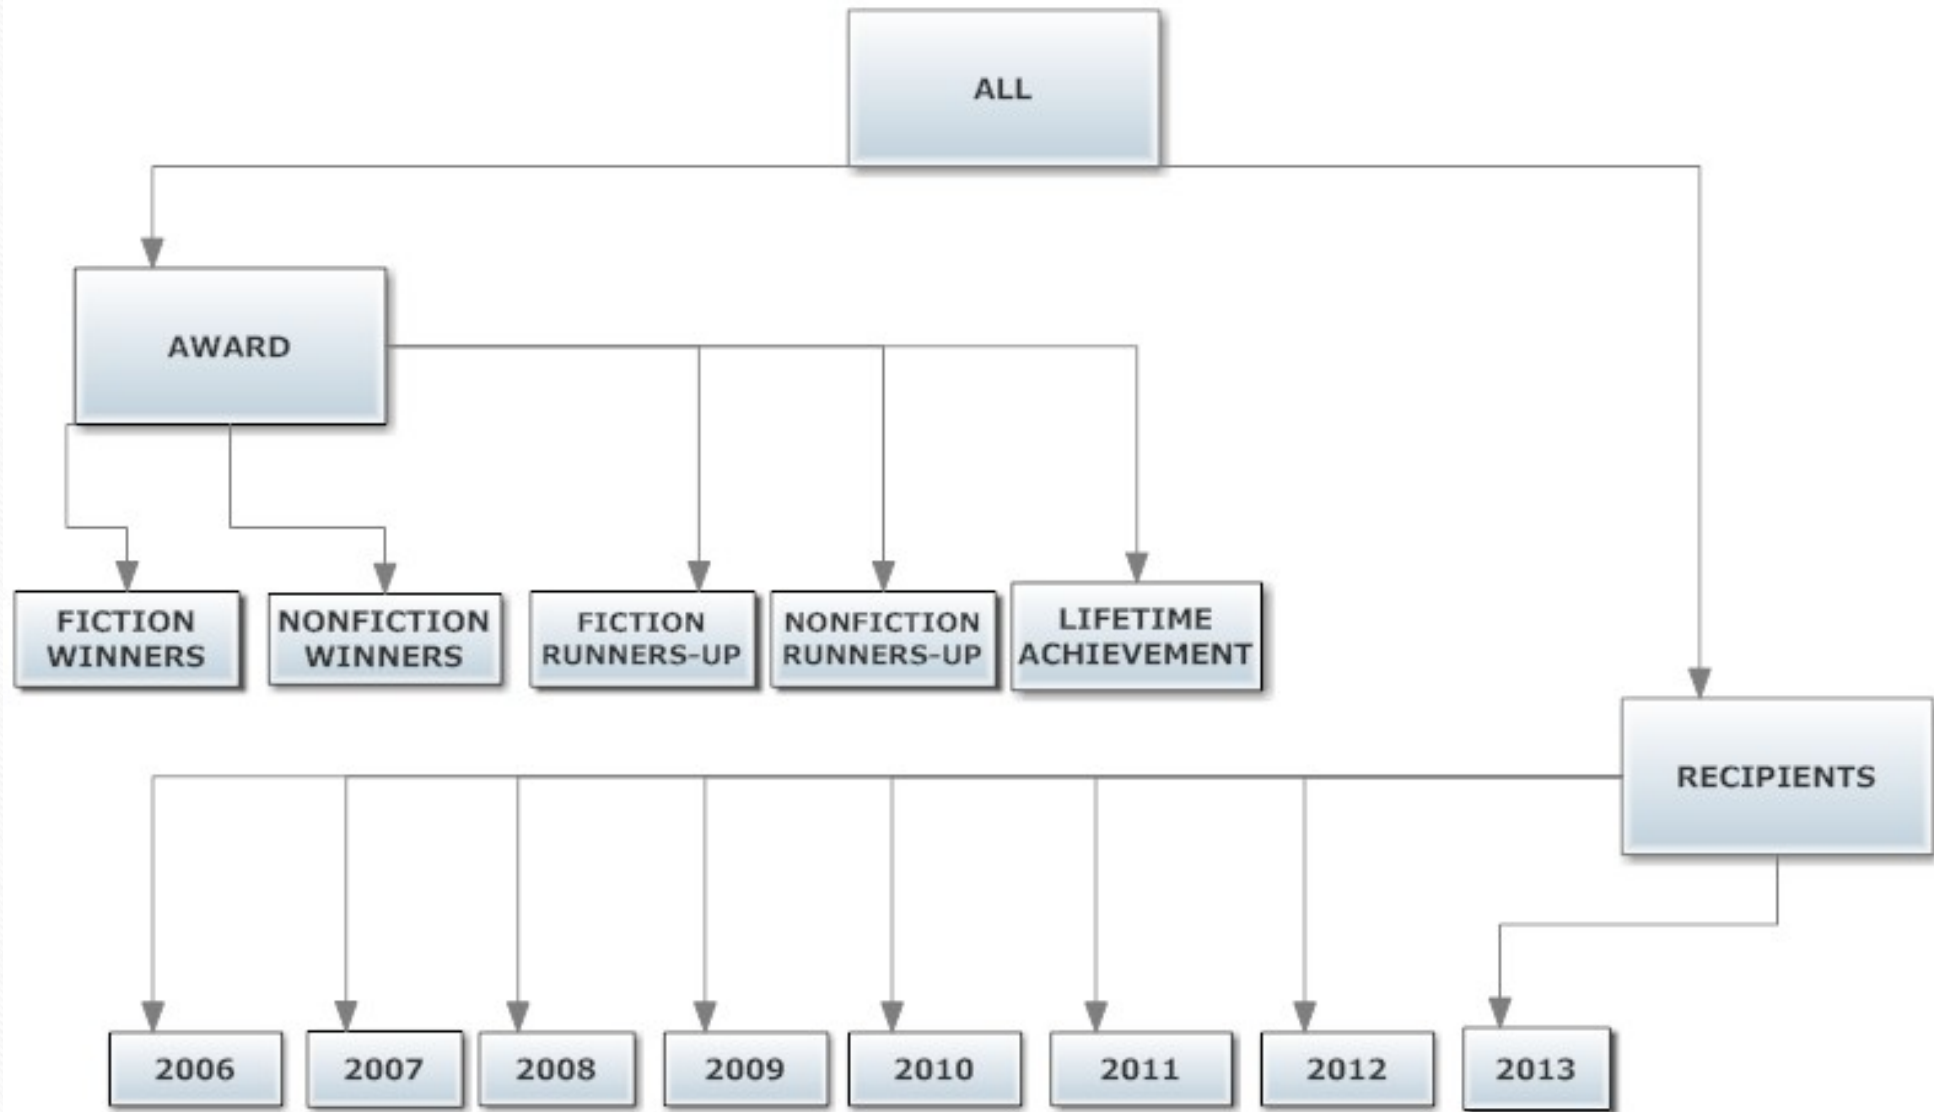 ALL
AWARD
FICTION
WINNERS
NONFICTION
WINNERS
FICTION
RUNNERS-UP
NONFICTION
RUNNERS-UP
LIFETIME
ACHIEVEMENT
RECIPIENTS
2006
2007
2008
2009
2010
2011
2012
2013